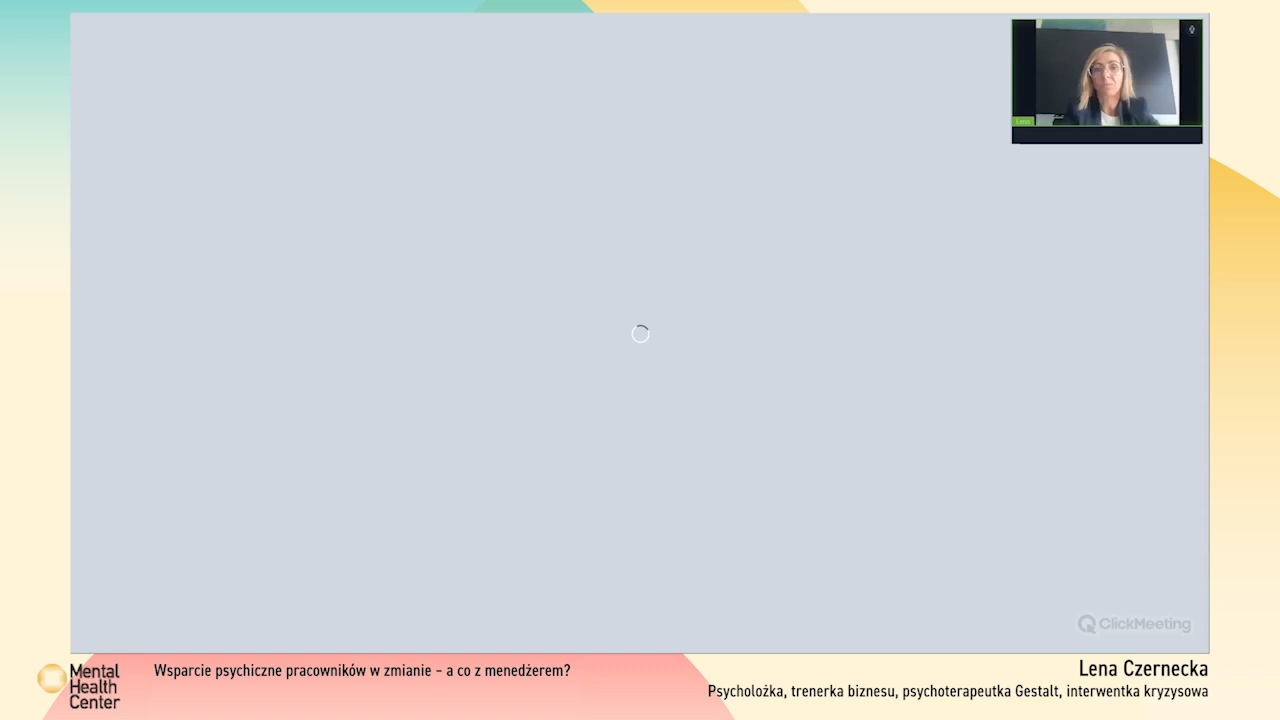 Lena
ClickMeeting
Mental
Health
Center
Wsparcie psychiczne pracowników w zmianie – a co z menedżerem?
Lena Czernecka
Psycholożka, trenerka biznesu, psychoterapeutka Gestalt, interwentka kryzysowa